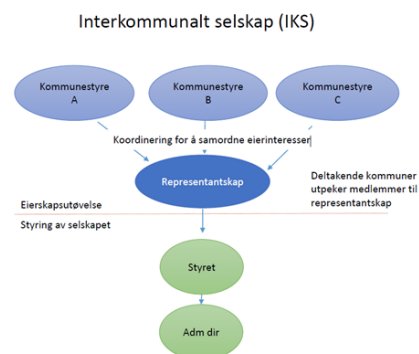 Interkommunalt selskap (IKS)
Kommunestyre
A
Kommunestyre
B
Kommunestyre
C
Koordinering for å samordne eierinteresser
Representantskap
Deltakende kommuner
utpeker medlemmer til
representantskap
Eierskapsutøvelse
Styring av selskapet
Styret
Adm dir